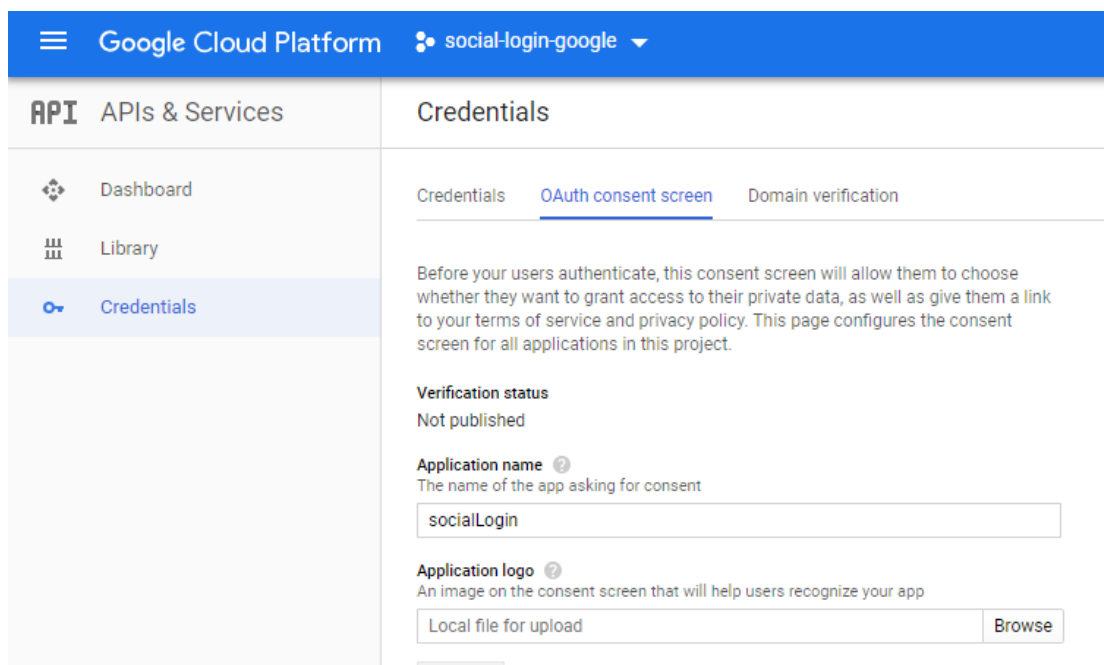 Google Cloud Platform
social-login-google
API APIs & Services
Dashboard
Library
Credentials
Credentials
Credentials OAuth consent screen Domain verification
Before your users authenticate, this consent screen will allow them to choose
whether they want to grant access to their private data, as well as give them a link
to your terms of service and privacy policy. This page configures the consent
screen for all applications in this project.
Verification status
Not published
Application name ?
The name of the app asking for consent
socialLogin
Application logo ?
An image on the consent screen that will help users recognize your app
Local file for upload Browse